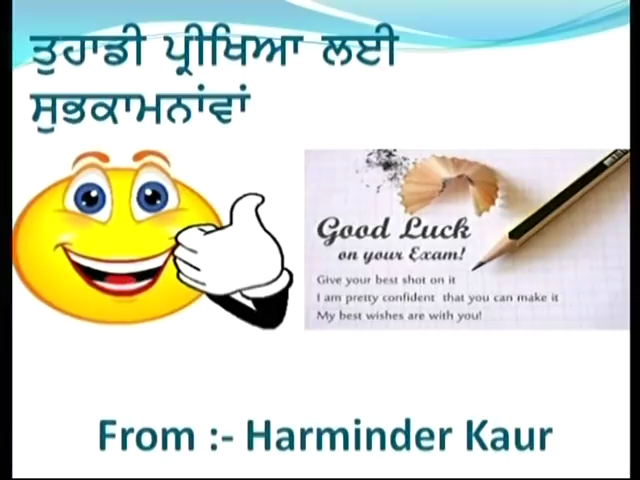 ਤੁਹਾਡੀ ਪ੍ਰੀਖਿਆ ਲਈ
ਸੁਭਕਾਮਨਾਂਵਾਂ
Good Luck
on your Exam!
Give your best shot on it
I am pretty confident that you can make it
My best wishes are with you!
From :- Harminder Kaur